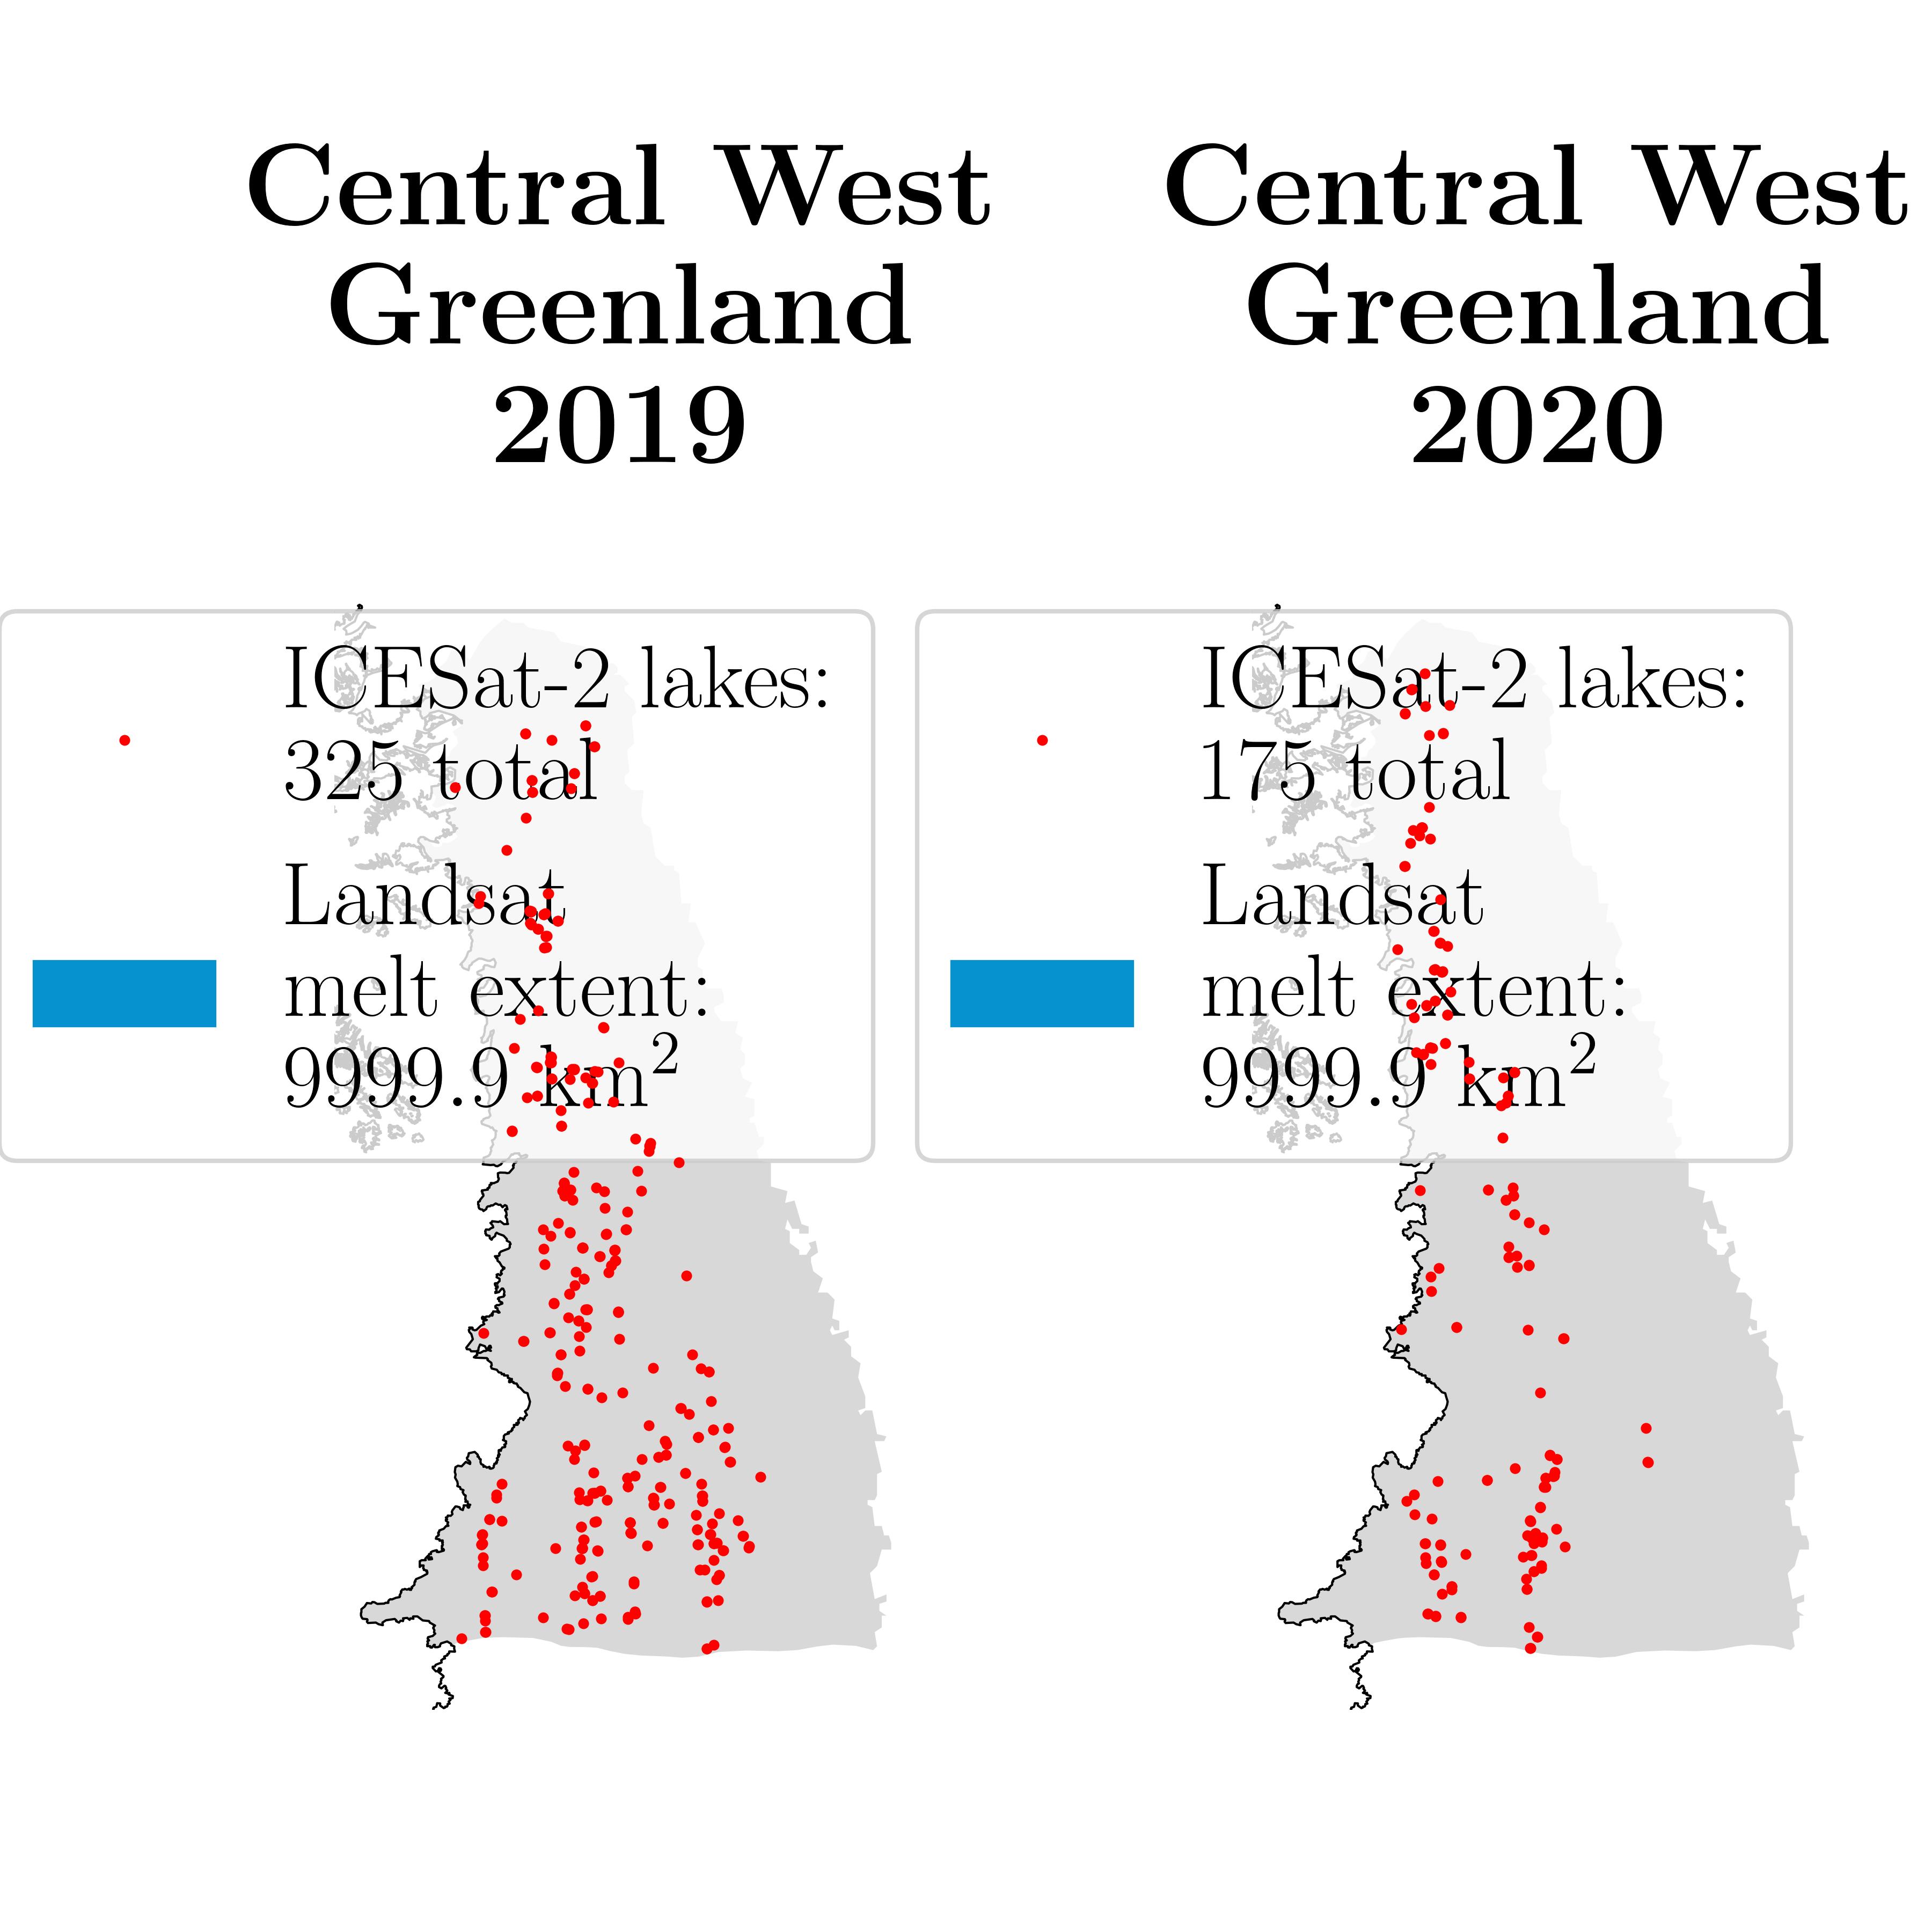 Central West
Greenland
2019
ICESat-2 lakes:
325 total
Landsat
melt extent:
9999.9 km²
Central West
Greenland
2020
ICESat-2 lakes:
175 total
Landsat
melt extent:
9999.9 km²